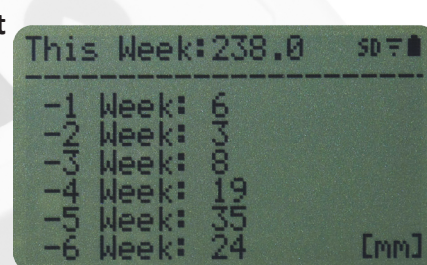 t
This Week:238.0 SD
-1 Week: 6
-2 Week: 3
-3 Week: 8
-4 Week: 19
-5 Week: 35
-6 Week: 24 [mm]